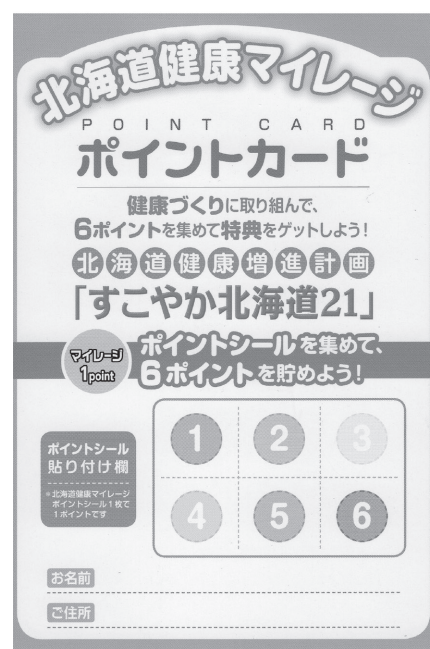 北海道健康マイレージ
POINT CARD
ポイントカード
健康づくりに取り組んで、
6ポイントを集めて特典をゲットしよう!
北海道健康増進計画
「すこやか北海道21」
マイレージ
1point
ポイントシールを集めて、
6ポイントを貯めよう!
ポイントシール
貼り付け欄
※北海道健康マイレージ
ポイントシール1枚で
1ポイントです
1 2 3
4 5 6
お名前
ご住所